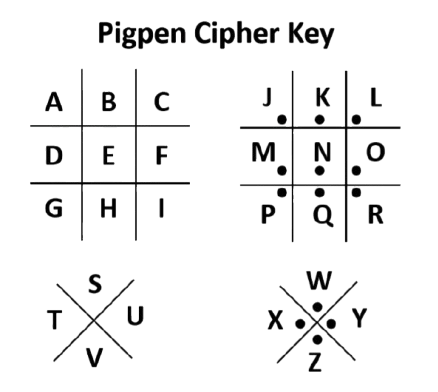 Pigpen Cipher Key
A B C J K L
D E F M N O
G H I P Q R
S W
T U X Y
V Z